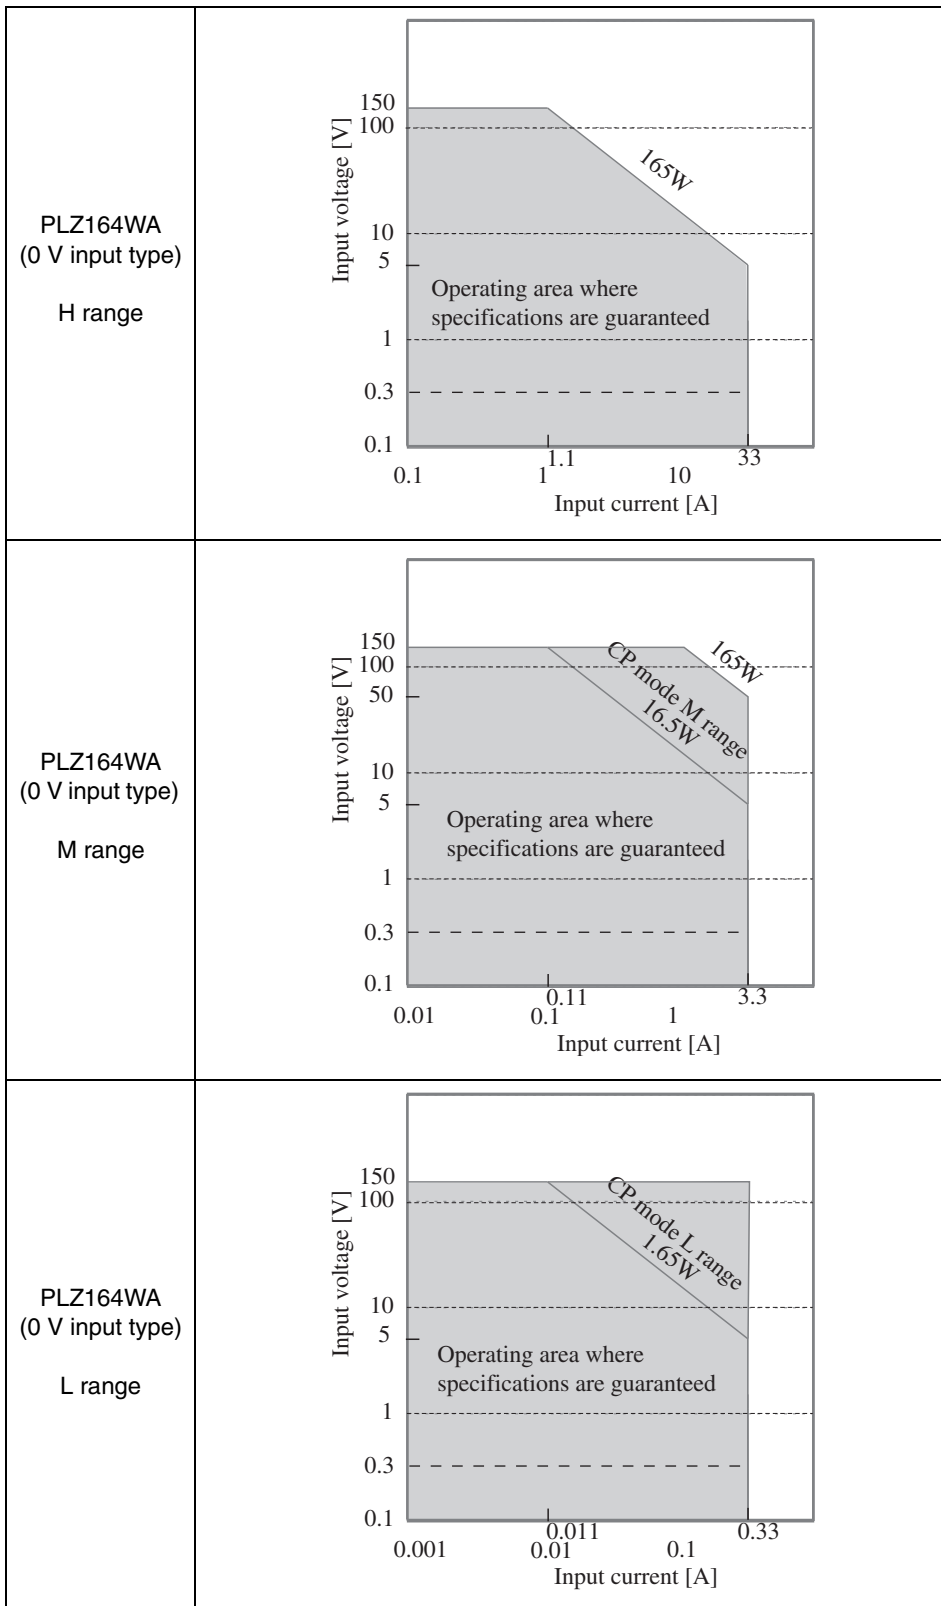 PLZ164WA
(0 V input type)
H range
Input voltage [V]
150
100
10
5
1
0.3
0.1
165W
Operating area where
specifications are guaranteed
1.1
33
0.1
1
10
Input current [A]
PLZ164WA
(0 V input type)
M range
Input voltage [V]
150
100
50
10
5
1
0.3
0.1
165W
CP mode M range
16.5W
Operating area where
specifications are guaranteed
0.11
3.3
0.01
0.1
1
Input current [A]
PLZ164WA
(0 V input type)
L range
Input voltage [V]
150
100
10
5
1
0.3
0.1
CP mode L range
1.65W
Operating area where
specifications are guaranteed
0.011
0.33
0.001
0.01
0.1
Input current [A]